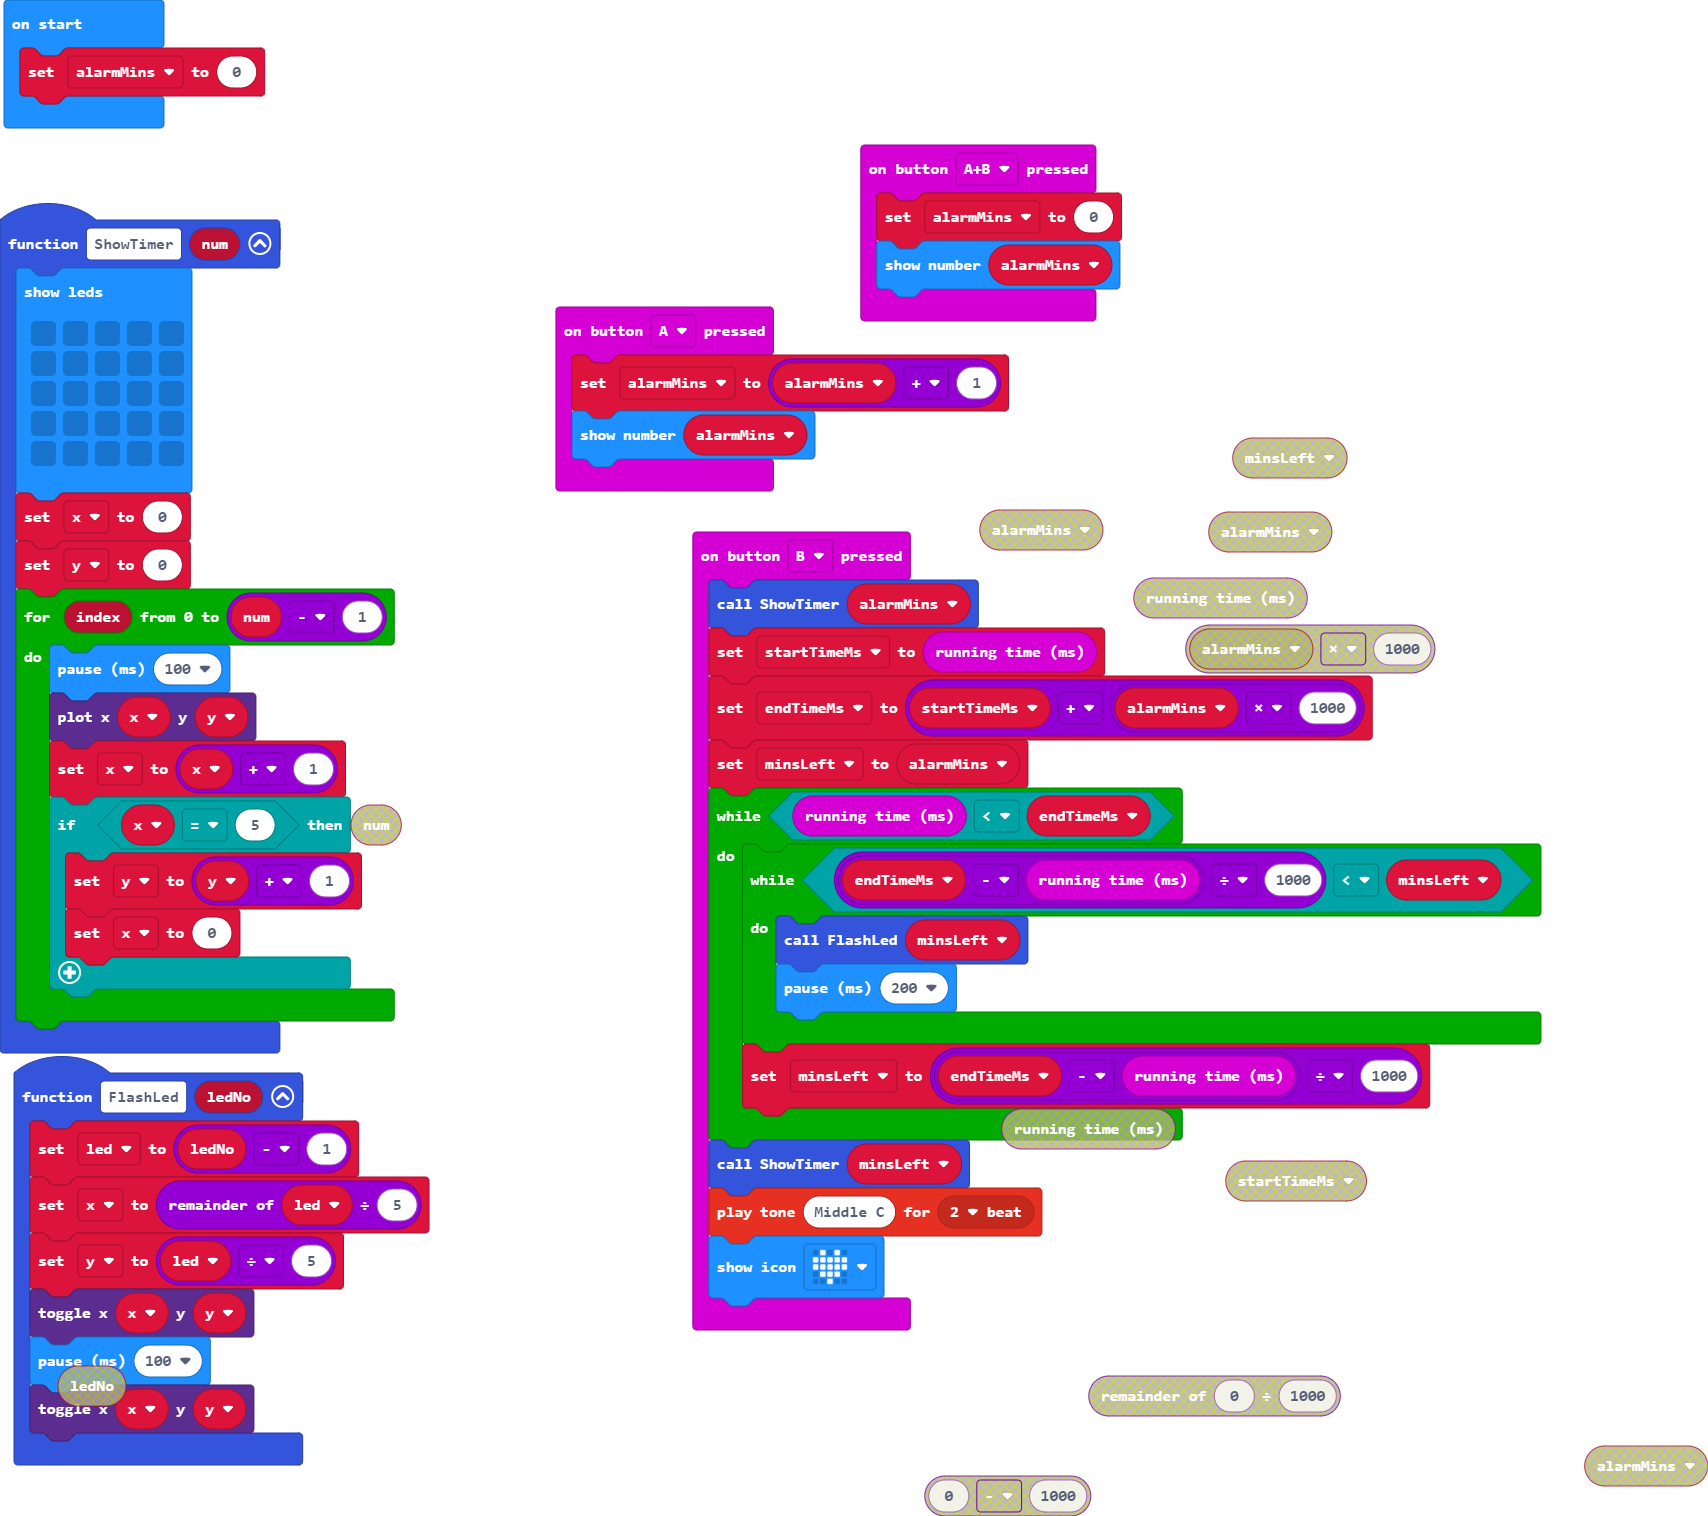 on start
set alarmMins to 0
function ShowTimer num
show leds
set x to 0
set y to 0
for index from 0 to num - 1
do
pause (ms) 100
plot x x y y
set x to x + 1
if x = 5 then
num
set y to y + 1
set x to 0
function FlashLed ledNo
set led to ledNo - 1
set x to remainder of led ÷ 5
set y to led ÷ 5
toggle x x y y
pause (ms) 100
ledNo
toggle x x y y
on button A+B pressed
set alarmMins to 0
show number alarmMins
on button A pressed
set alarmMins to alarmMins + 1
show number alarmMins
minsLeft
alarmMins
alarmMins
running time (ms)
alarmMins × 1000
on button B pressed
call ShowTimer alarmMins
set startTimeMs to running time (ms)
set endTimeMs to startTimeMs + alarmMins × 1000
set minsLeft to alarmMins
while running time (ms) < endTimeMs
do
while endTimeMs - running time (ms) ÷ 1000 < minsLeft
do
call FlashLed minsLeft
pause (ms) 200
set minsLeft to endTimeMs - running time (ms) ÷ 1000
running time (ms)
call ShowTimer minsLeft
startTimeMs
play tone Middle C for 2 beat
show icon
remainder of 0 ÷ 1000
alarmMins
0 - 1000